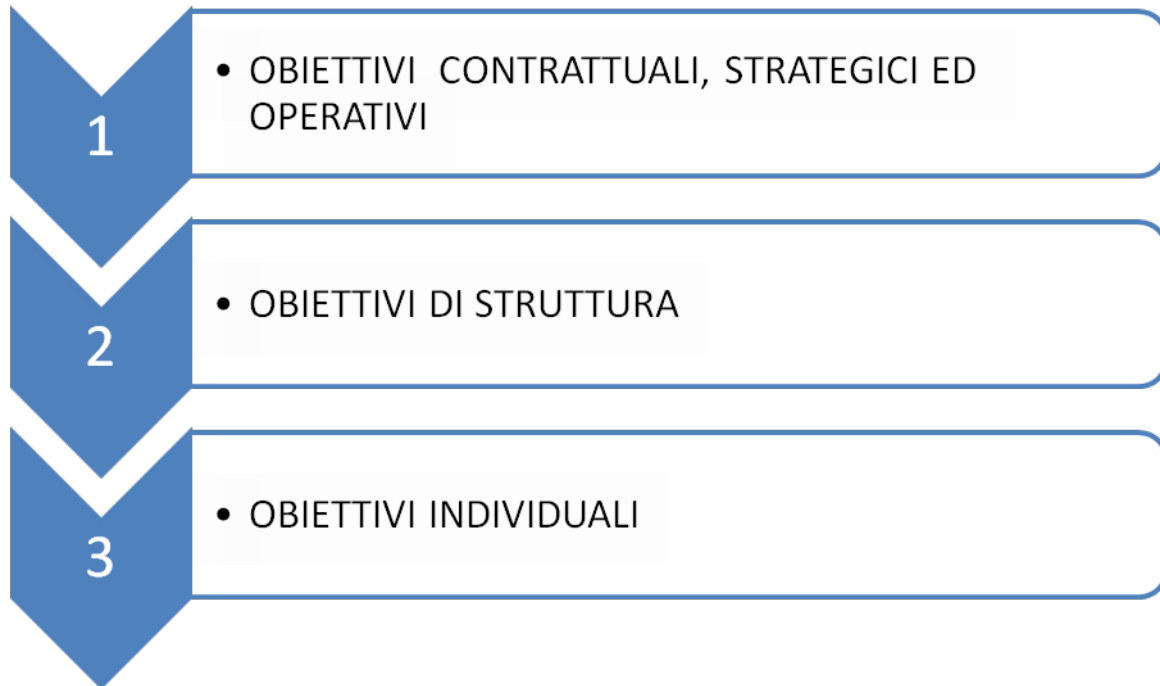 1
• OBIETTIVI CONTRATTUALI, STRATEGICI ED
OPERATIVI
2
• OBIETTIVI DI STRUTTURA
3
• OBIETTIVI INDIVIDUALI